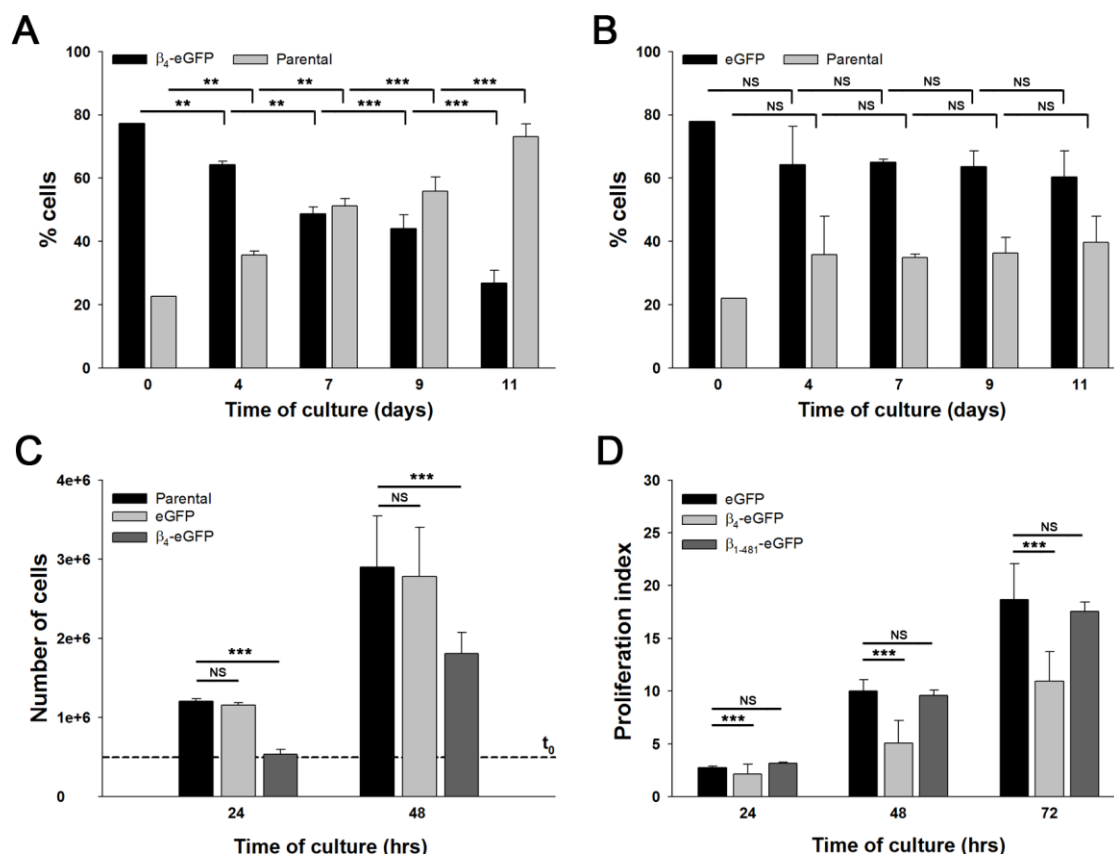 A
β4-eGFP Parental
** ** *** ***
** ** *** ***
100
80
60
40
20
0
% cells
0 4 7 9 11
Time of culture (days)
B
eGFP Parental
NS NS NS NS
NS NS NS NS
100
80
60
40
20
0
% cells
0 4 7 9 11
Time of culture (days)
C
Parental
eGFP
β4-eGFP
***
NS
***
NS
t0
4e+6
3e+6
2e+6
1e+6
0
Number of cells
24 48
Time of culture (hrs)
D
eGFP
β4-eGFP
β1-481-eGFP
NS
***
NS
***
NS
***
30
25
20
15
10
5
0
Proliferation index
24 48 72
Time of culture (hrs)